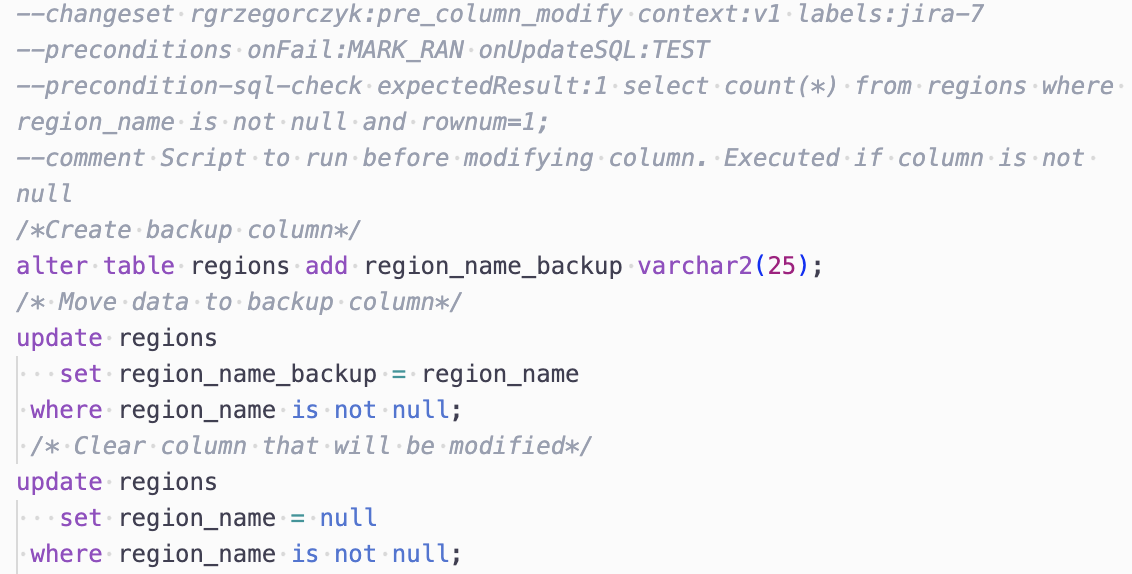 --changeset rgrzegorczyk:pre_column_modify context:v1 labels:jira-7
--preconditions onFail:MARK_RAN onUpdateSQL:TEST
--precondition-sql-check expectedResult:1 select count(*) from regions where
region_name is not null and rownum=1;
--comment Script to run before modifying column. Executed if column is not
null
/*Create backup column*/
alter table regions add region_name_backup varchar2(25);
/* Move data to backup column*/
update regions
   set region_name_backup = region_name
 where region_name is not null;
 /* Clear column that will be modified*/
update regions
   set region_name = null
 where region_name is not null;